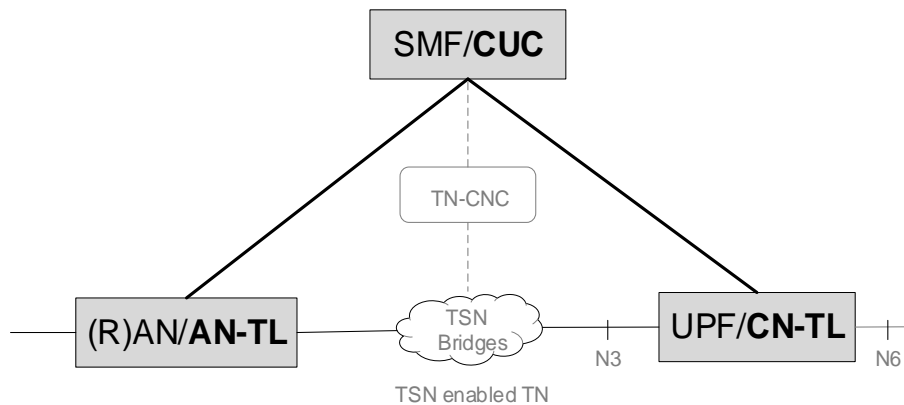 SMF/CUC
TN-CNC
(R)AN/AN-TL
TSN
Bridges
UPF/CN-TL
N3
N6
TSN enabled TN